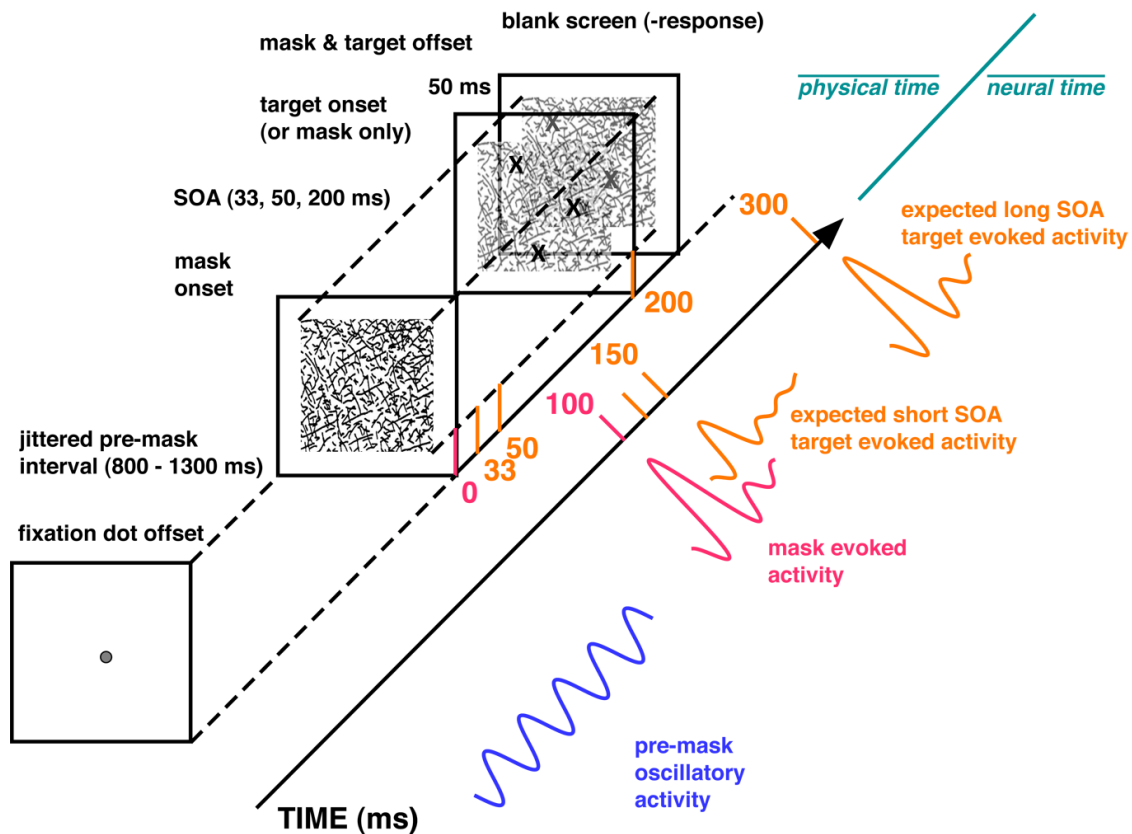 blank screen (-response)
mask & target offset
50 ms
target onset
(or mask only)
SOA (33, 50, 200 ms)
mask
onset
jittered pre-mask
interval (800 - 1300 ms)
fixation dot offset
X
X
X
X
X
physical time
neural time
0
33
50
200
100
150
300
expected long SOA
target evoked activity
expected short SOA
target evoked activity
mask evoked
activity
pre-mask
oscillatory
activity
TIME (ms)